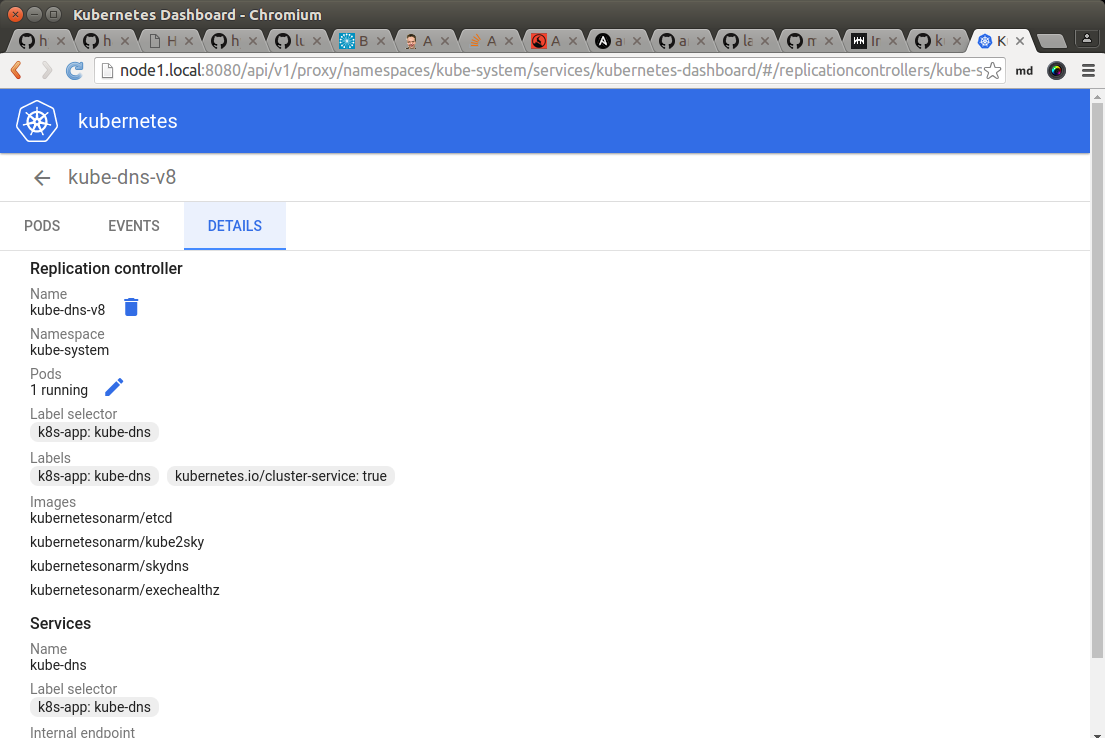 Kubernetes Dashboard - Chromium
h h H h lu B A A A a a la m In k K
node1.local:8080/api/v1/proxy/namespaces/kube-system/services/kubernetes-dashboard/#/replicationcontrollers/kube-s md
kubernetes
kube-dns-v8
PODS EVENTS DETAILS
Replication controller
Name
kube-dns-v8
Namespace
kube-system
Pods
1 running
Label selector
k8s-app: kube-dns
Labels
k8s-app: kube-dns kubernetes.io/cluster-service: true
Images
kubernetesonarm/etcd
kubernetesonarm/kube2sky
kubernetesonarm/skydns
kubernetesonarm/exechealthz
Services
Name
kube-dns
Label selector
k8s-app: kube-dns
Internal endpoint